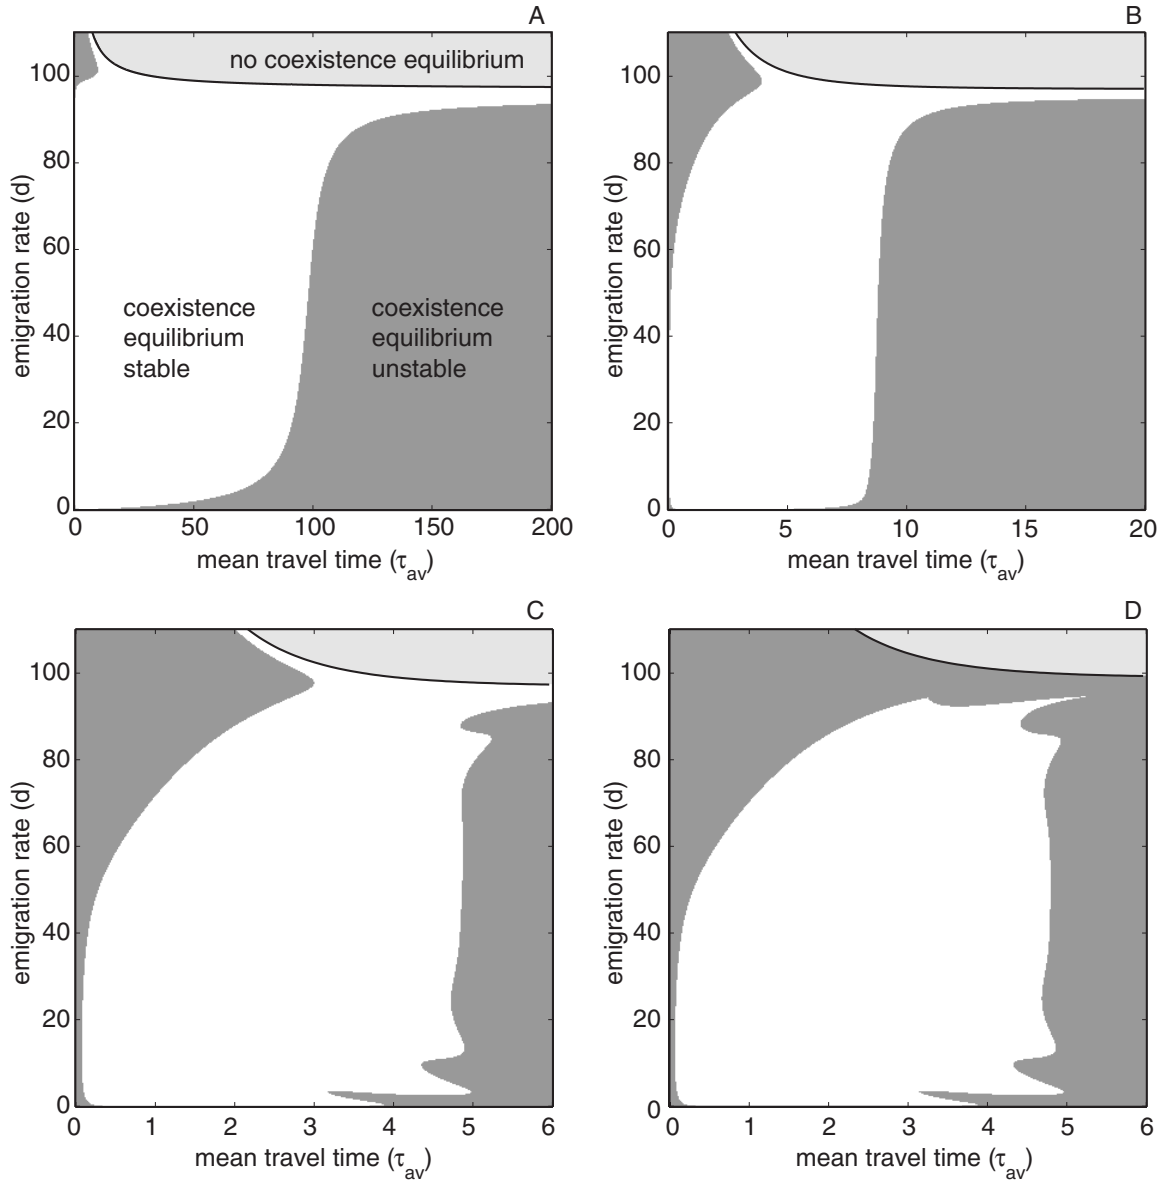 A
no coexistence equilibrium
coexistence
equilibrium
stable
coexistence
equilibrium
unstable
100
80
60
40
20
0
emigration rate (d)
0 50 100 150 200
mean travel time (τav)
B
100
80
60
40
20
0
emigration rate (d)
0 5 10 15 20
mean travel time (τav)
C
100
80
60
40
20
0
emigration rate (d)
0 1 2 3 4 5 6
mean travel time (τav)
D
100
80
60
40
20
0
emigration rate (d)
0 1 2 3 4 5 6
mean travel time (τav)